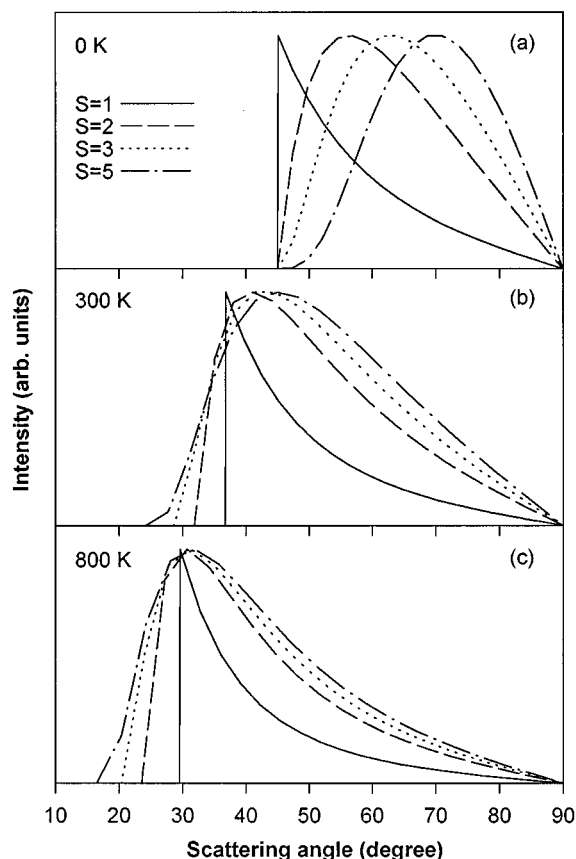 0 K
(a)
S=1
S=2
S=3
S=5
300 K
(b)
Intensity (arb. units)
800 K
(c)
10 20 30 40 50 60 70 80 90
Scattering angle (degree)